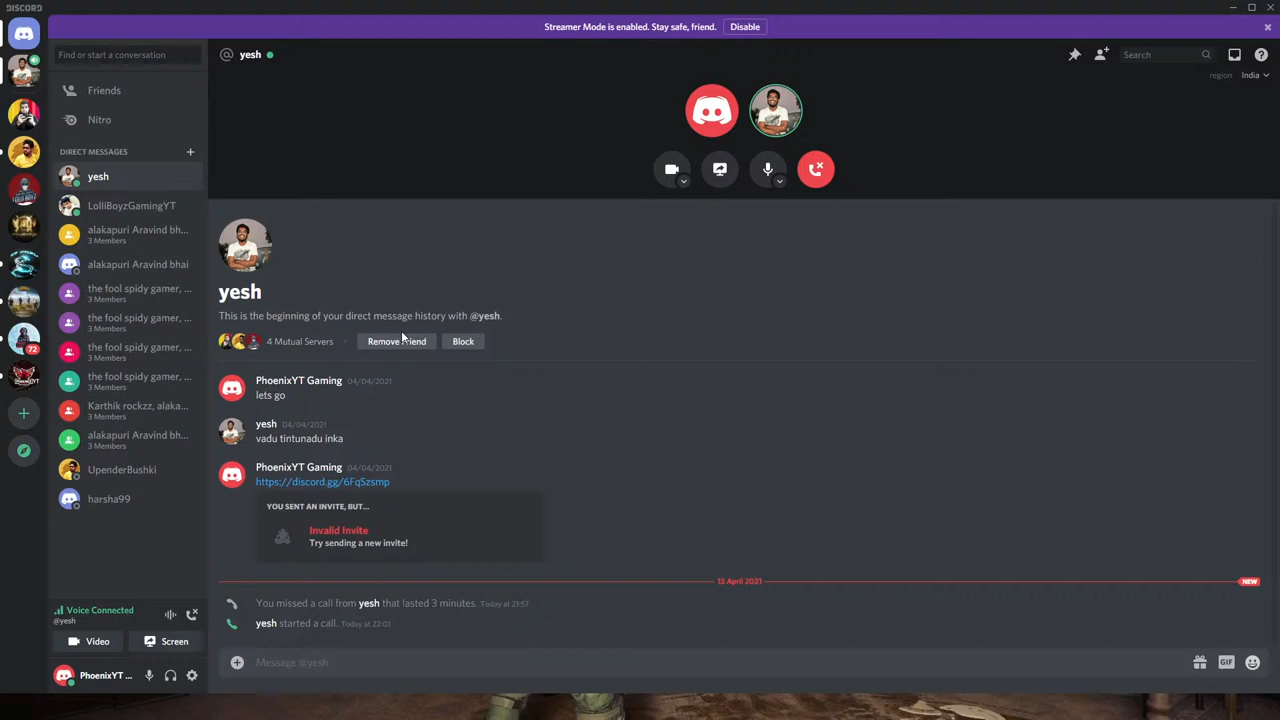 DISCORD
Streamer Mode is enabled. Stay safe, friend.
Disable
Find or start a conversation
yesh
Search
region
India
Friends
Nitro
DIRECT MESSAGES
yesh
LolliBoyzGamingYT
alakapuri Aravind bh...
3 Members
alakapuri Aravind bhai
the fool spidy gamer, ...
3 Members
the fool spidy gamer, ...
3 Members
the fool spidy gamer, ...
3 Members
the fool spidy gamer, ...
3 Members
Karthik rockzz, alaka...
3 Members
alakapuri Aravind bh...
3 Members
UpenderBushki
harsha99
72
Voice Connected
@yesh
Video
Screen
PhoenixYT ...
yesh
This is the beginning of your direct message history with @yesh.
4 Mutual Servers
Remove Friend
Block
PhoenixYT Gaming 04/04/2021
lets go
yesh 04/04/2021
vadu tintunadu inka
PhoenixYT Gaming 04/04/2021
https://discord.gg/6FqSzsmp
YOU SENT AN INVITE, BUT...
Invalid Invite
Try sending a new invite!
13 April 2021
NEW
You missed a call from yesh that lasted 3 minutes. Today at 21:57
yesh started a call. Today at 22:01
Message @yesh
GIF